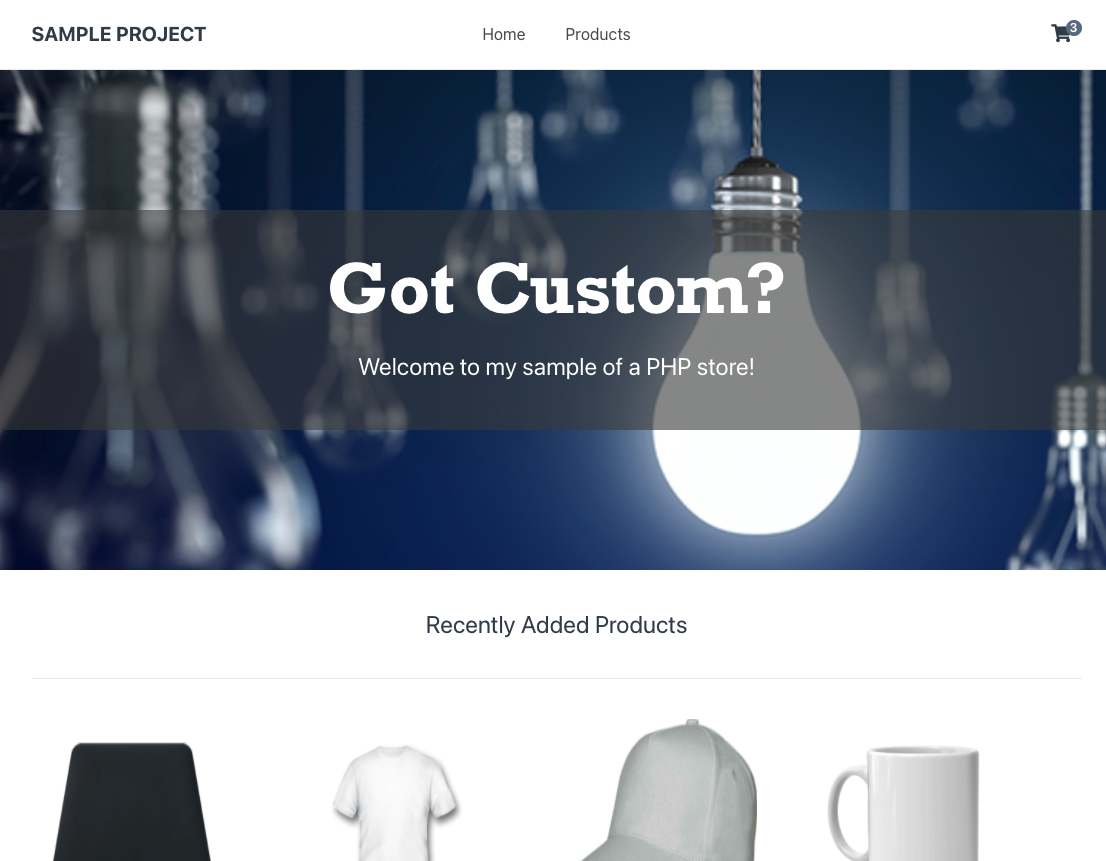 SAMPLE PROJECT
Home
Products
3
Got Custom?
Welcome to my sample of a PHP store!
Recently Added Products